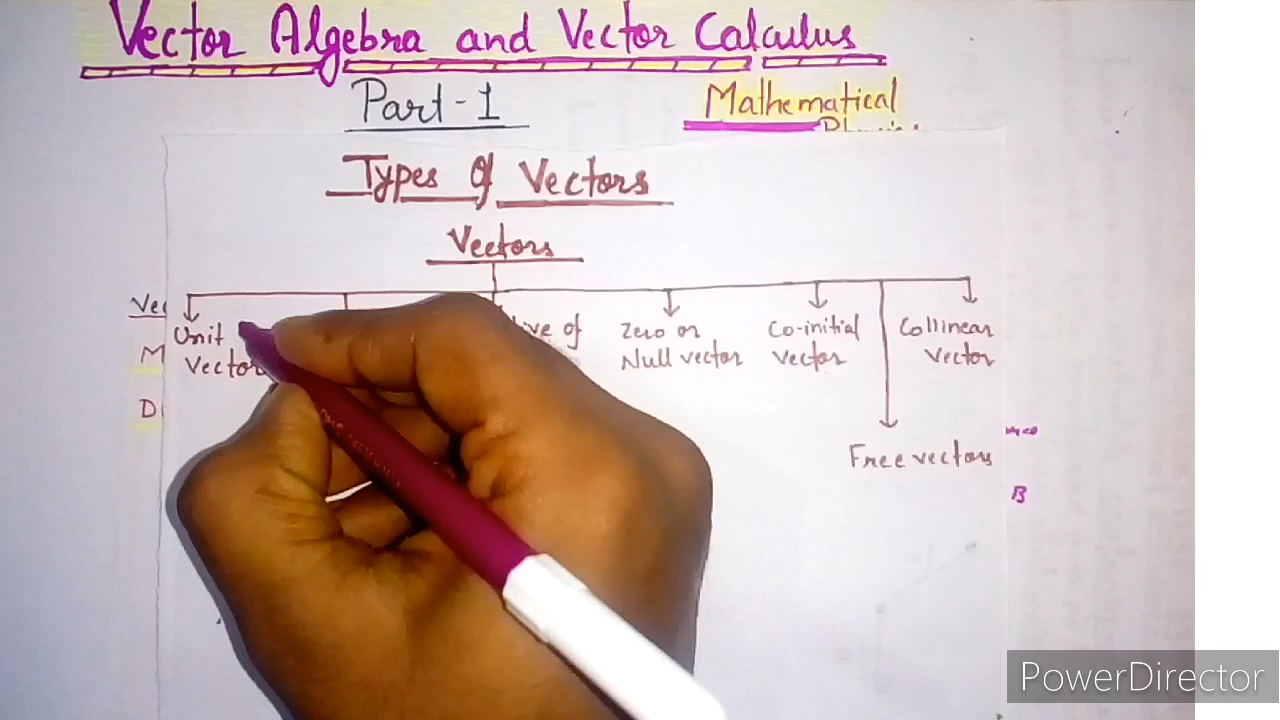 Vector Algebra and Vector Calculus
Part-1
Mathematical
Types Of Vectors
Vectors
Unit
Vector
of
Zero or
Null vector
Co-initial
vector
Collinear
vector
Free vectors
B
PowerDirector